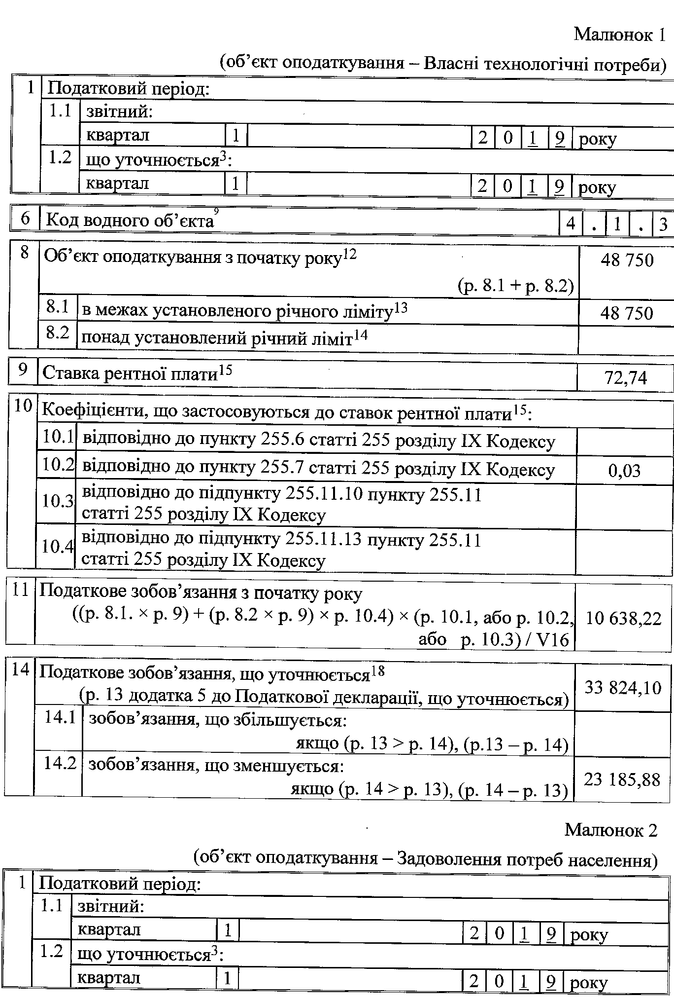 Малюнок 1
(об’єкт оподаткування – Власні технологічні потреби)
1 Податковий період:
1.1 звітний:
квартал 1 2 0 1 9 року
1.2 що уточнюється3:
квартал 1 2 0 1 9 року
6 Код водного об’єкта9 4 . 1 . 3
8 Об’єкт оподаткування з початку року12 48 750
(р. 8.1 + р. 8.2)
8.1 в межах установленого річного ліміту13 48 750
8.2 понад установлений річний ліміт14
9 Ставка рентної плати15 72,74
10 Коефіцієнти, що застосовуються до ставок рентної плати15:
10.1 відповідно до пункту 255.6 статті 255 розділу IX Кодексу
10.2 відповідно до пункту 255.7 статті 255 розділу IX Кодексу 0,03
10.3 відповідно до підпункту 255.11.10 пункту 255.11
статті 255 розділу IX Кодексу
10.4 відповідно до підпункту 255.11.13 пункту 255.11
статті 255 розділу IX Кодексу
11 Податкове зобов’язання з початку року
((р. 8.1. × р. 9) + (р. 8.2 × р. 9) × р. 10.4) × (р. 10.1, або р. 10.2, 10 638,22
або р. 10.3) / V16
14 Податкове зобов’язання, що уточнюється18 33 824,10
(р. 13 додатка 5 до Податкової декларації, що уточнюється)
14.1 зобов’язання, що збільшується:
якщо (р. 13 > р. 14), (р.13 – р. 14)
14.2 зобов’язання, що зменшується: 23 185,88
якщо (р. 14 > р. 13), (р. 14 – р. 13)
Малюнок 2
(об’єкт оподаткування – Задоволення потреб населення)
1 Податковий період:
1.1 звітний:
квартал 1 2 0 1 9 року
1.2 що уточнюється3:
квартал 1 2 0 1 9 року